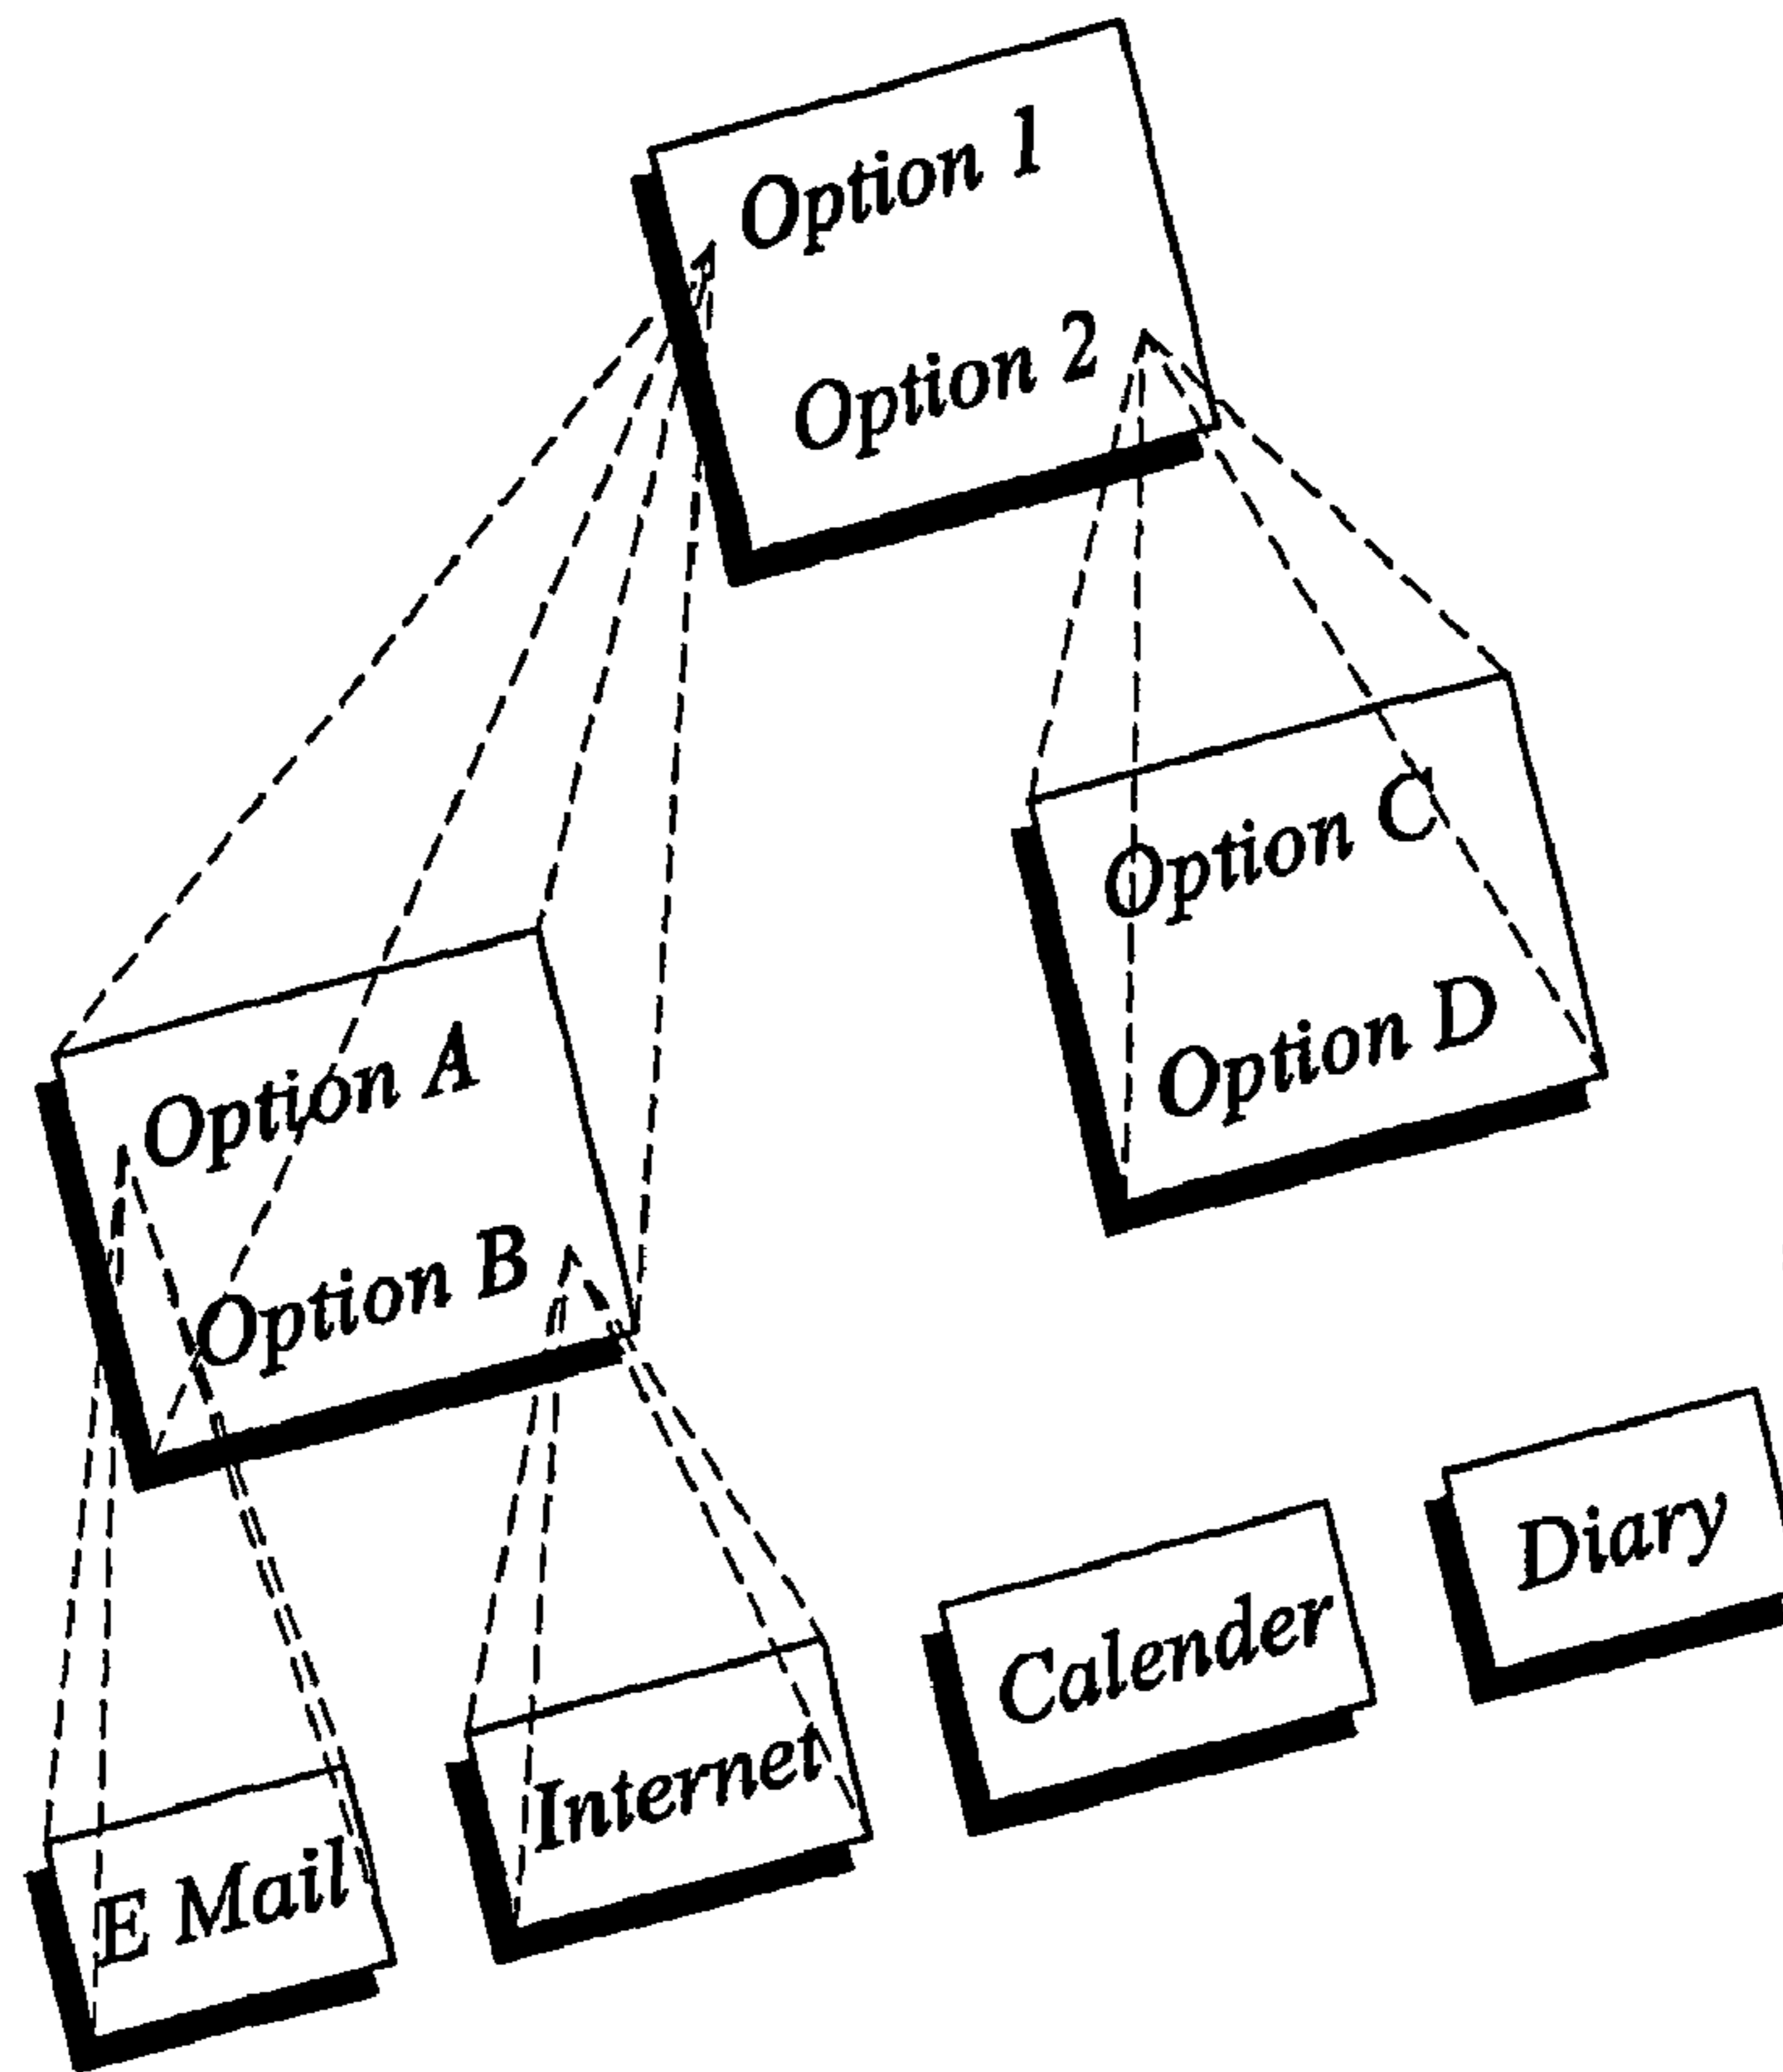 Option 1
Option 2
Option C
Option D
Option A
Option B
Diary
Calender
Internet
E Mail